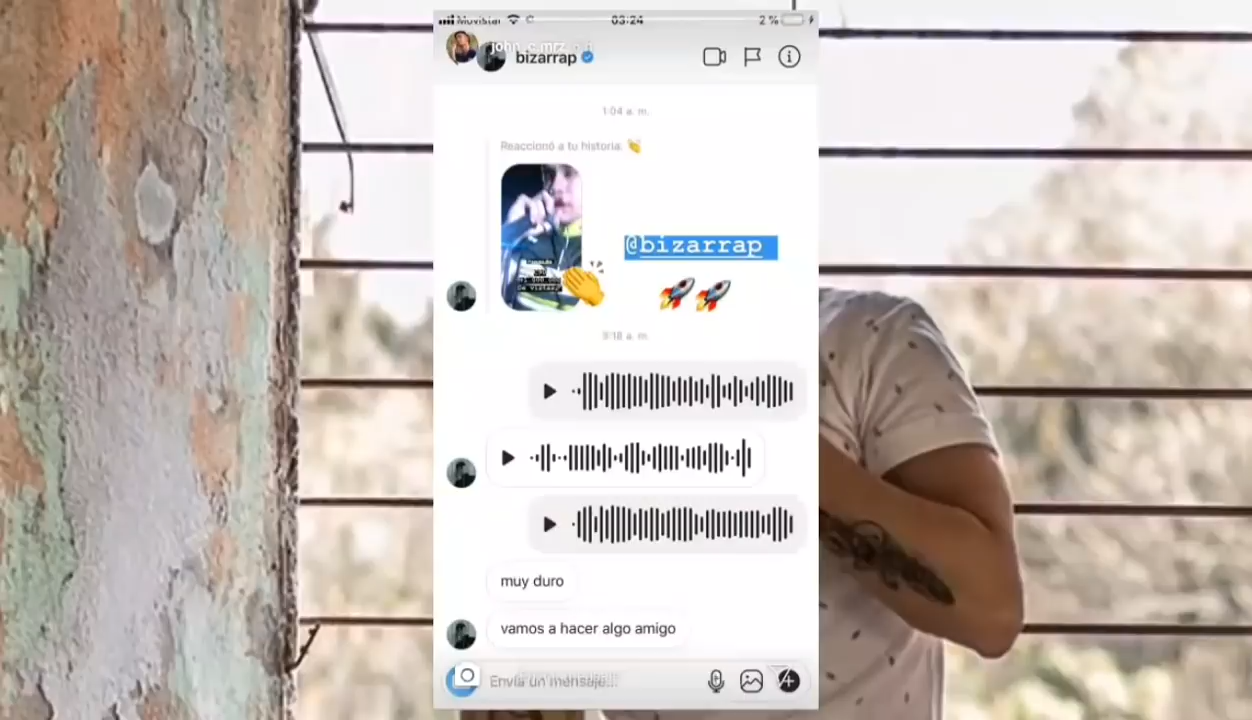 Movistar
03:24
2 %
bizarrap
1:04 a. m.
Reaccionó a tu historia:
@bizarrap
9:18 a. m.
muy duro
vamos a hacer algo amigo
Envía un mensaje...